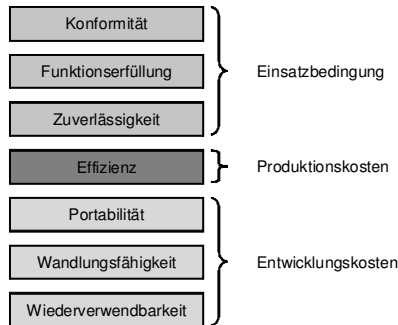 Konformität
Funktionserfüllung
Einsatzbedingung
Zuverlässigkeit
Effizienz
Produktionskosten
Portabilität
Wandlungsfähigkeit
Entwicklungskosten
Wiederverwendbarkeit